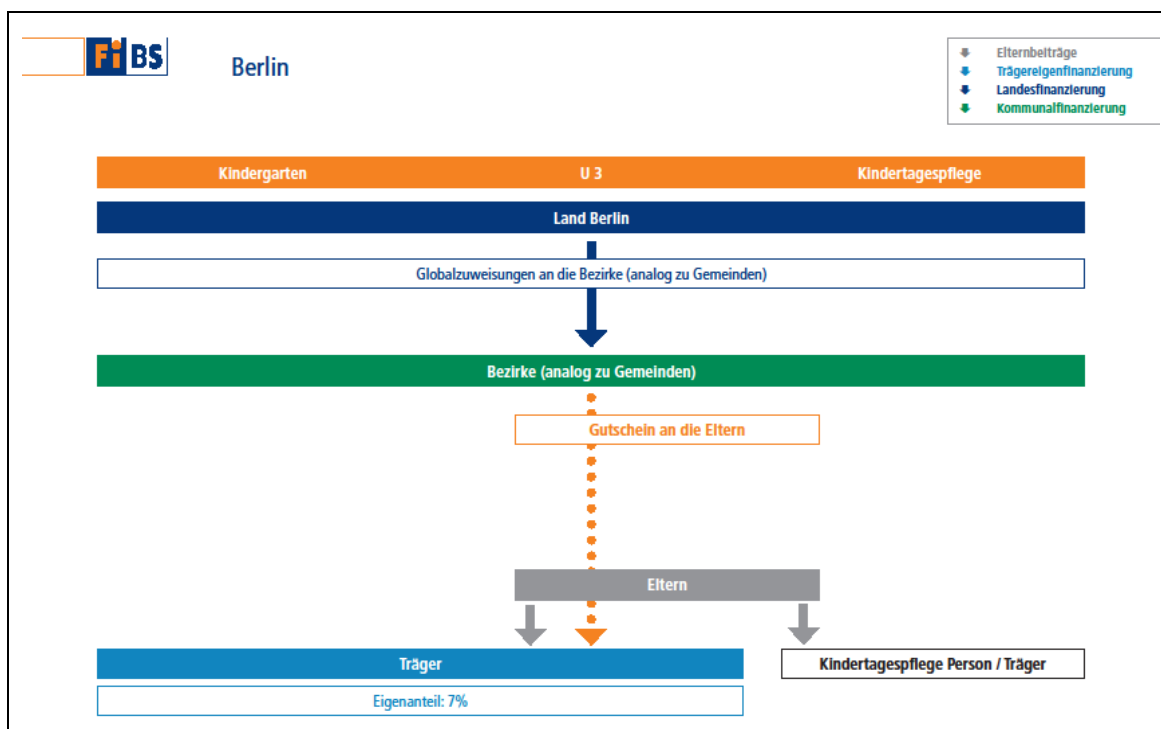 FiBS
Berlin
Elternbeiträge
Trägereigenfinanzierung
Landesfinanzierung
Kommunalfinanzierung
Kindergarten U 3 Kindertagespflege
Land Berlin
Globalzuweisungen an die Bezirke (analog zu Gemeinden)
Bezirke (analog zu Gemeinden)
Gutschein an die Eltern
Eltern
Träger
Kindertagespflege Person / Träger
Eigenanteil: 7%